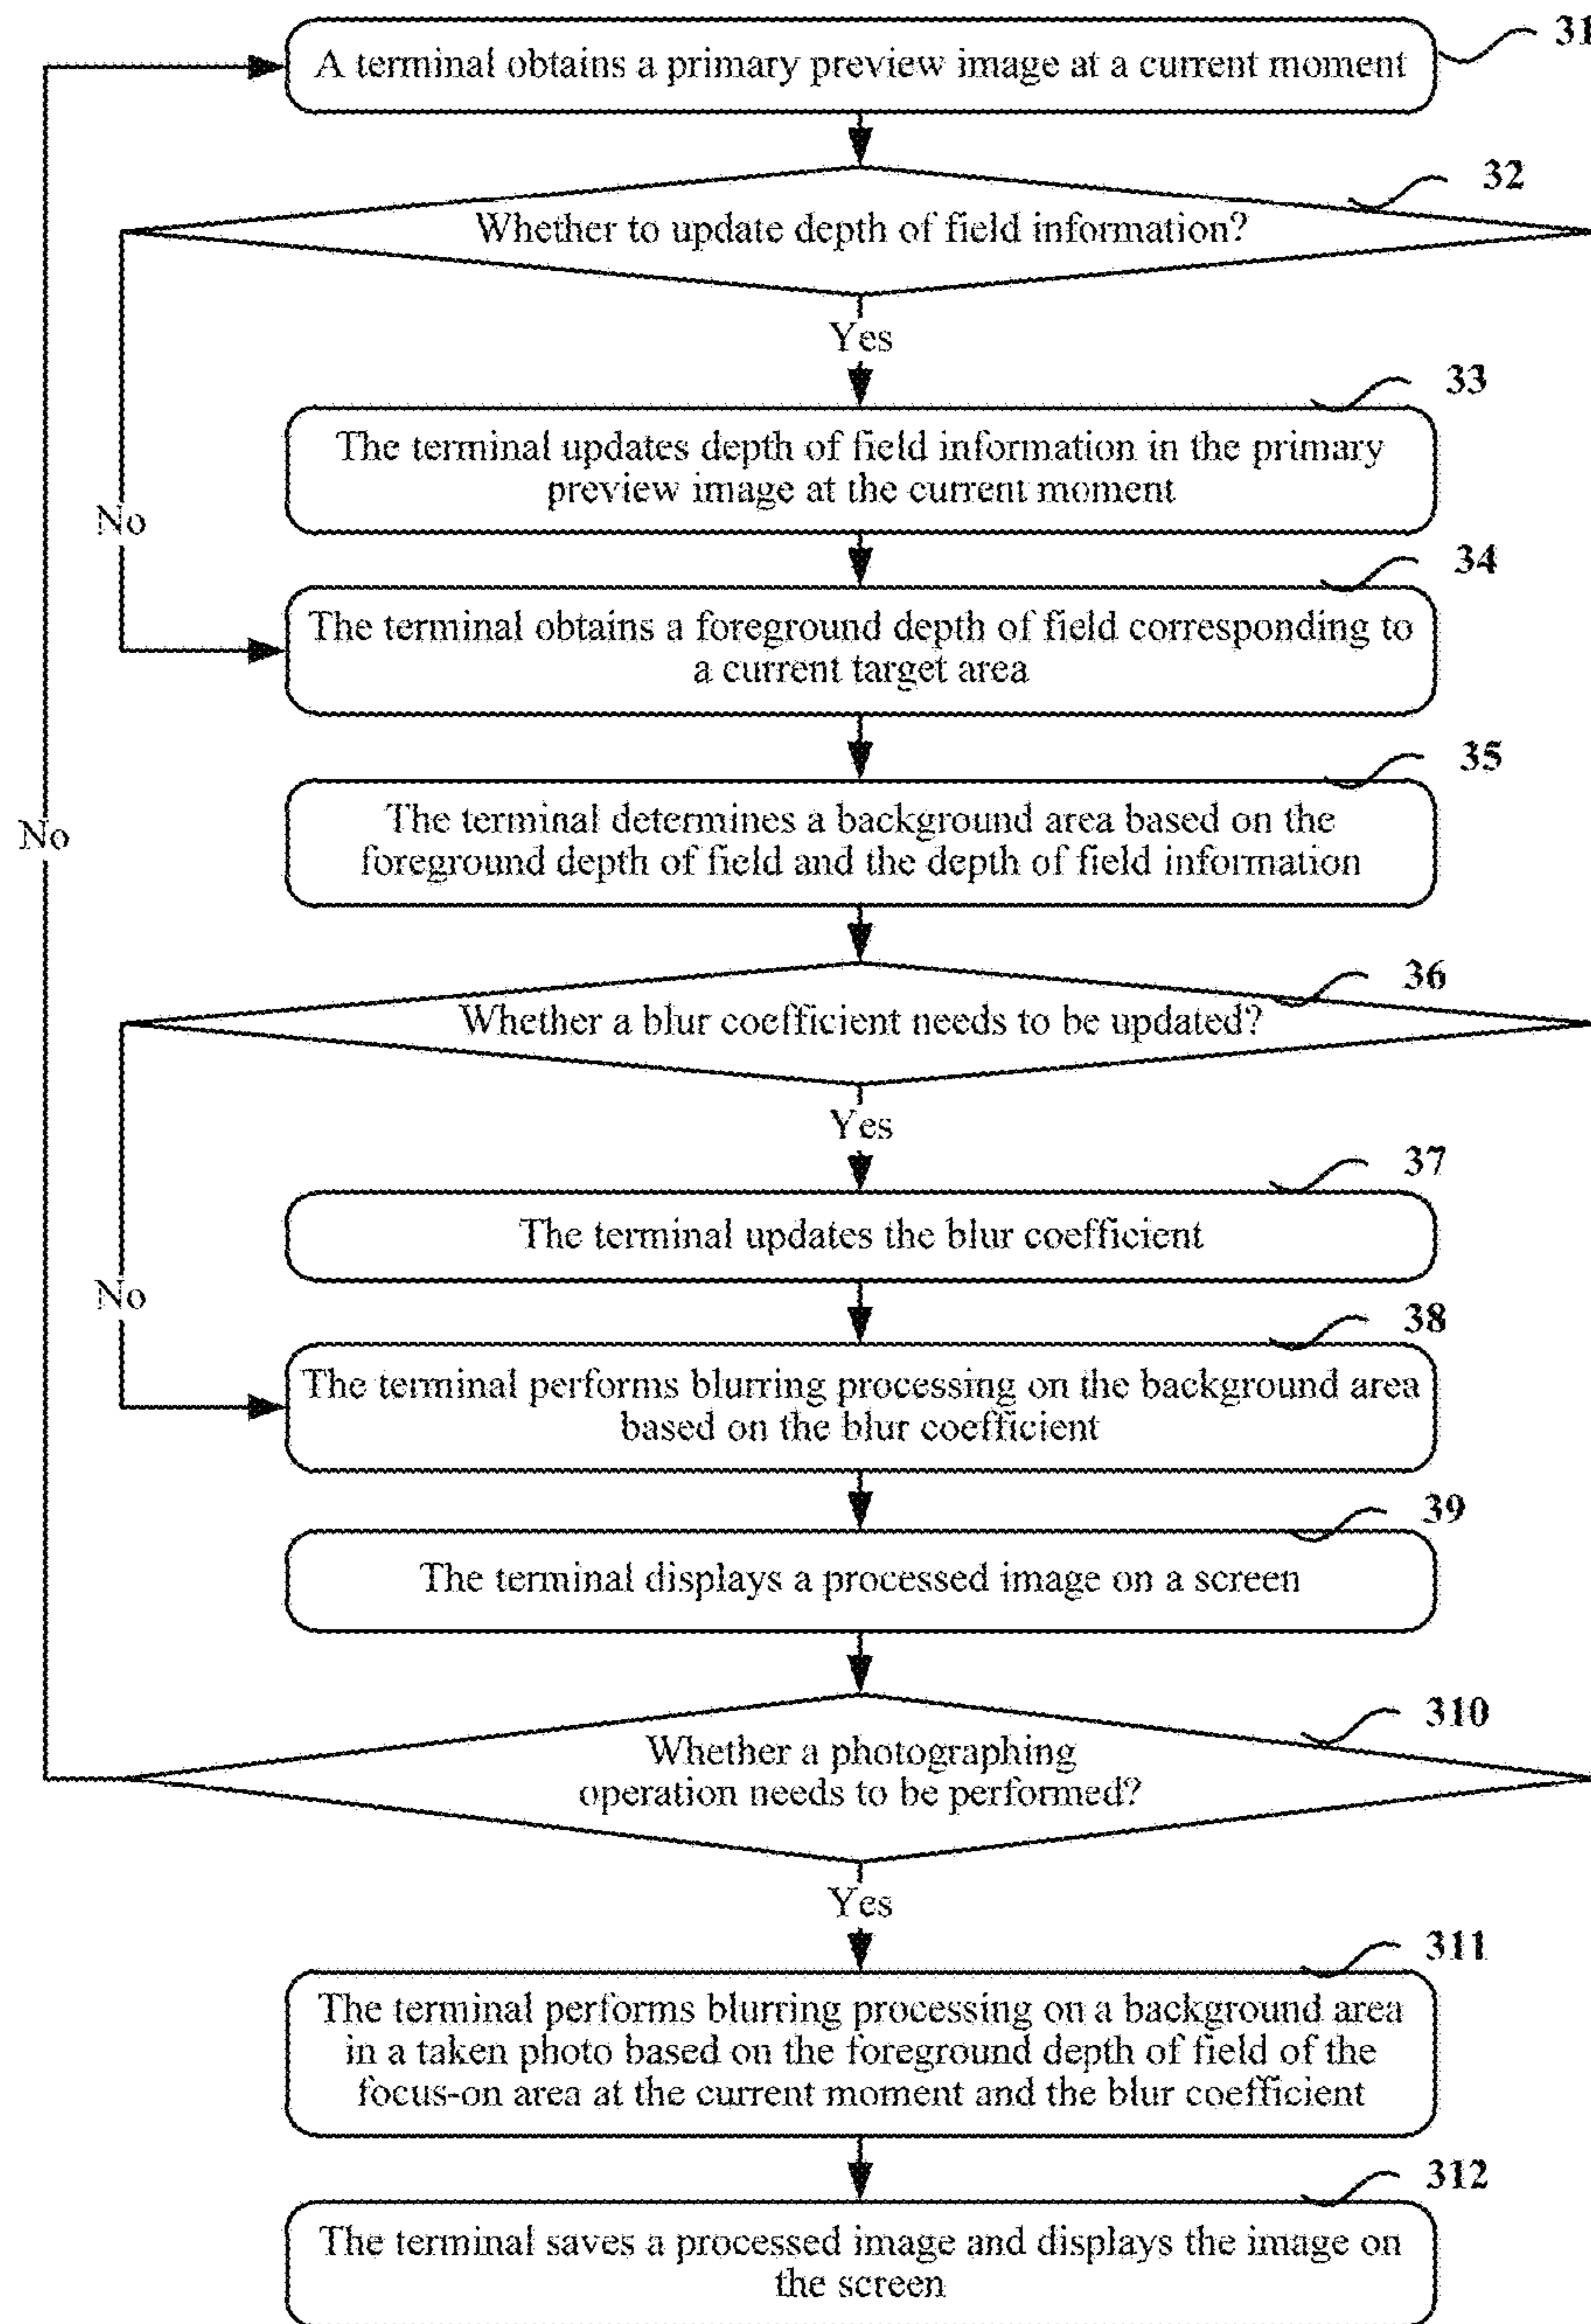 A terminal obtains a primary preview image at a current moment
31
Whether to update depth of field information?
32
Yes
No
The terminal updates depth of field information in the primary
preview image at the current moment
33
The terminal obtains a foreground depth of field corresponding to
a current target area
34
The terminal determines a background area based on the
foreground depth of field and the depth of field information
35
No
Whether a blur coefficient needs to be updated?
36
Yes
The terminal updates the blur coefficient
37
No
The terminal performs blurring processing on the background area
based on the blur coefficient
38
The terminal displays a processed image on a screen
39
Whether a photographing
operation needs to be performed?
310
Yes
The terminal performs blurring processing on a background area
in a taken photo based on the foreground depth of field of the
focus-on area at the current moment and the blur coefficient
311
The terminal saves a processed image and displays the image on
the screen
312